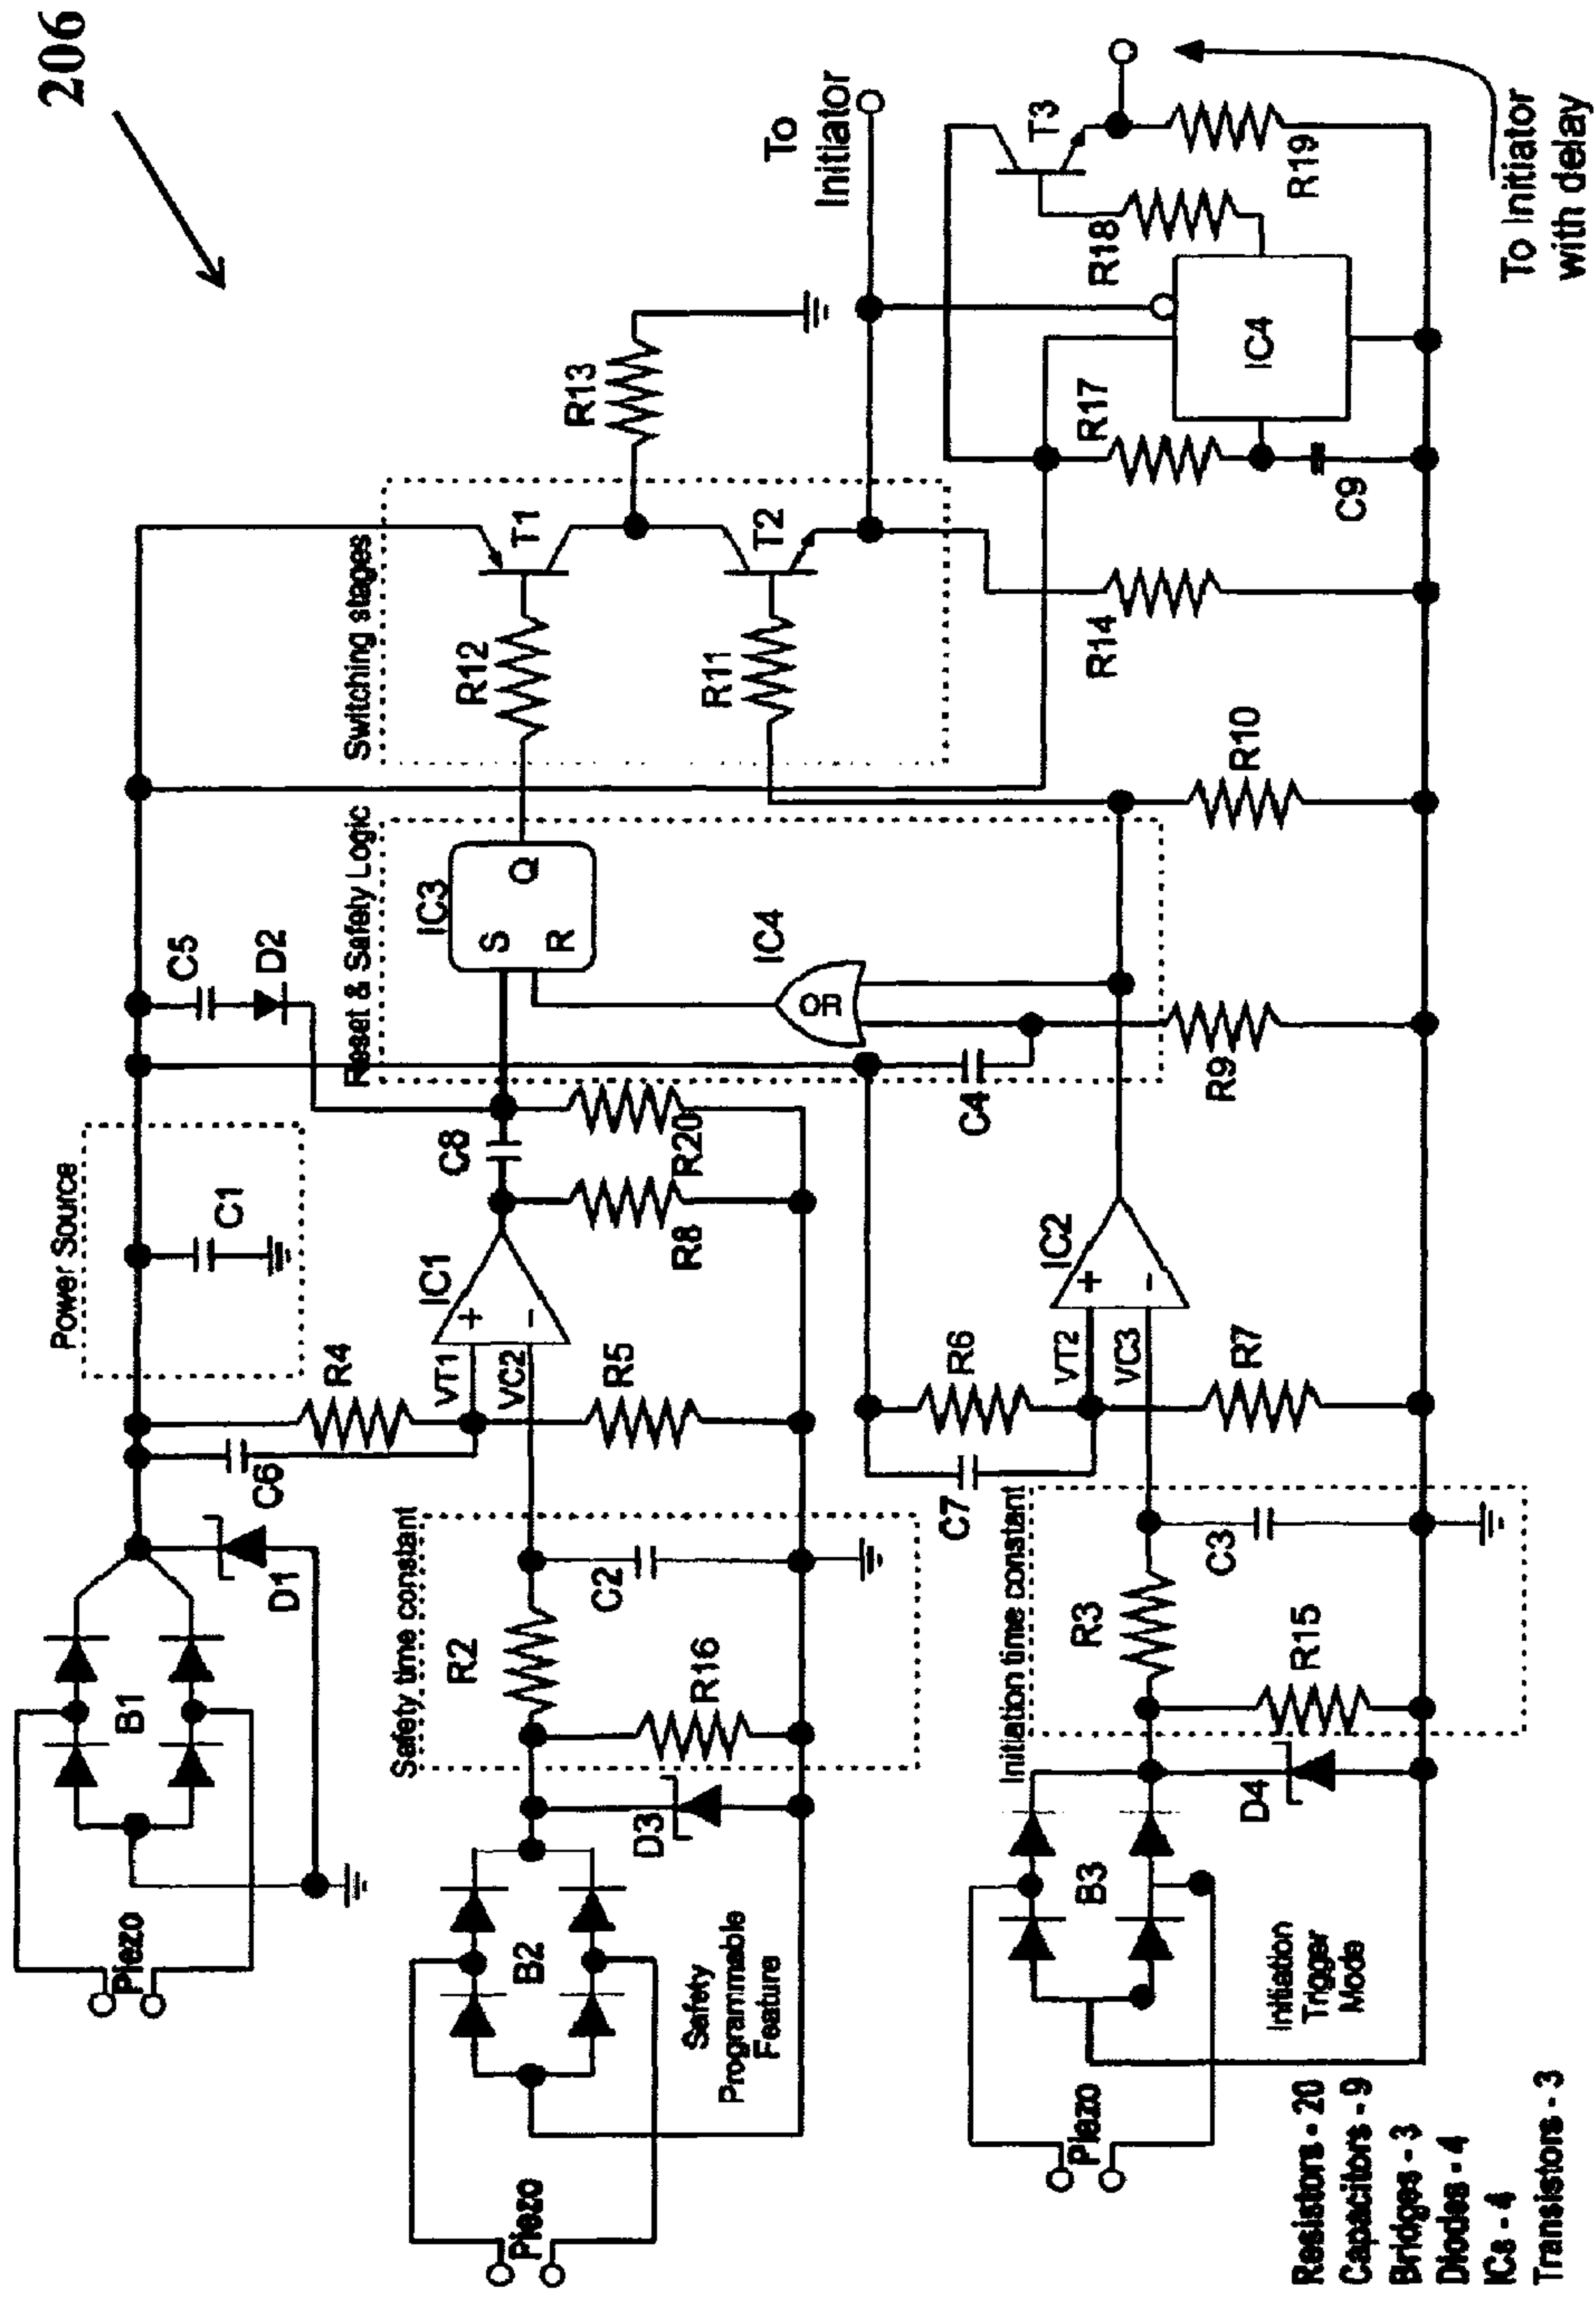 206
Power Source
C1
C5
D2
Reset & Safety Logic
Switching stages
B1
Piezo
D1
C6
R4
VT1
VC2
R5
IC1
+
-
C8
R8
R20
IC3
S
R
Q
R12
T1
R13
R11
T2
To
Initiator
Safety time constant
R2
C2
R16
D3
B2
Piezo
Safety
Programmable
Feature
IC4
OR
C4
R9
R10
R14
R17
C9
IC4
R18
T3
R19
To Initiator
with delay
R6
C7
VT2
VC3
R7
IC2
+
-
Initiation time constant
R3
C3
R15
D4
B3
Piezo
Initiation
Trigger
Mode
Resistors - 20
Capacitors - 9
Bridges - 3
Diodes - 4
ICs - 4
Transistors - 3